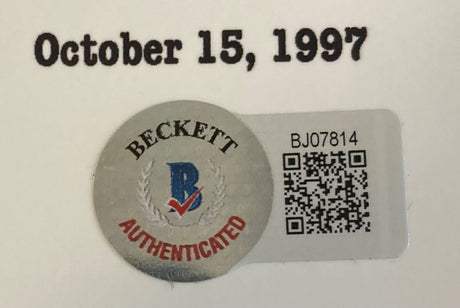 October 15, 1997
BECKETT
B
AUTHENTICATED
BJ07814